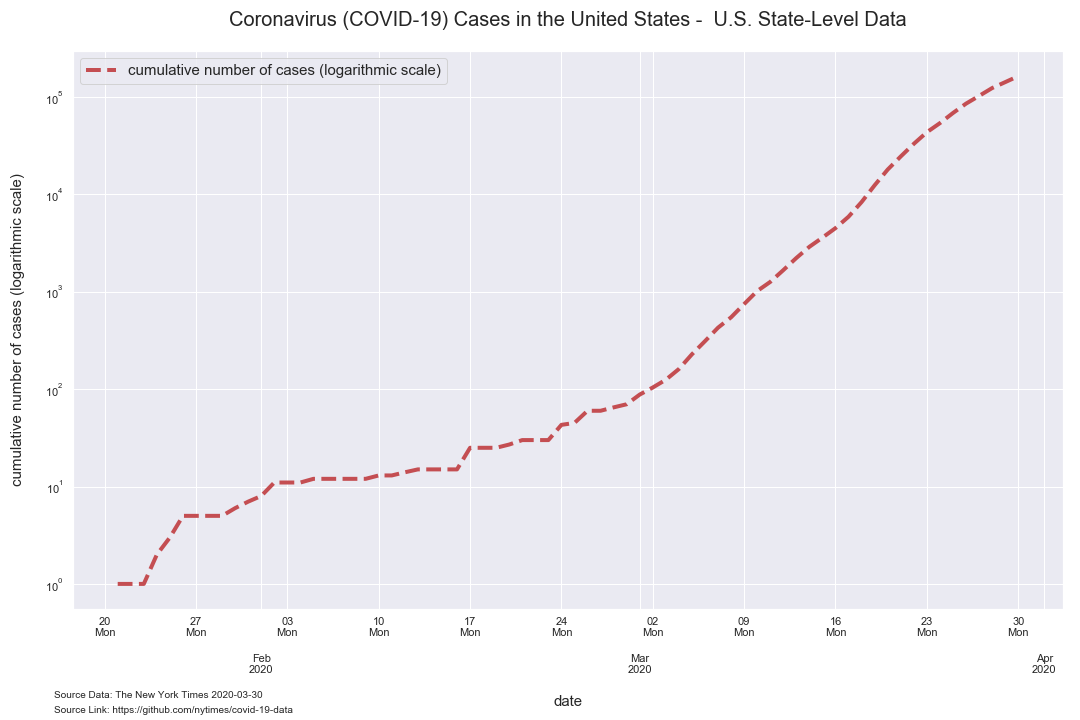 Coronavirus (COVID-19) Cases in the United States -  U.S. State-Level Data
cumulative number of cases (logarithmic scale)
cumulative number of cases (logarithmic scale)
10⁵
10⁴
10³
10²
10¹
10⁰
20 27 03 10 17 24 02 09 16 23 30
Mon Mon Mon Mon Mon Mon Mon Mon Mon Mon Mon
Feb Mar Apr
2020 2020 2020
date
Source Data: The New York Times 2020-03-30
Source Link: https://github.com/nytimes/covid-19-data